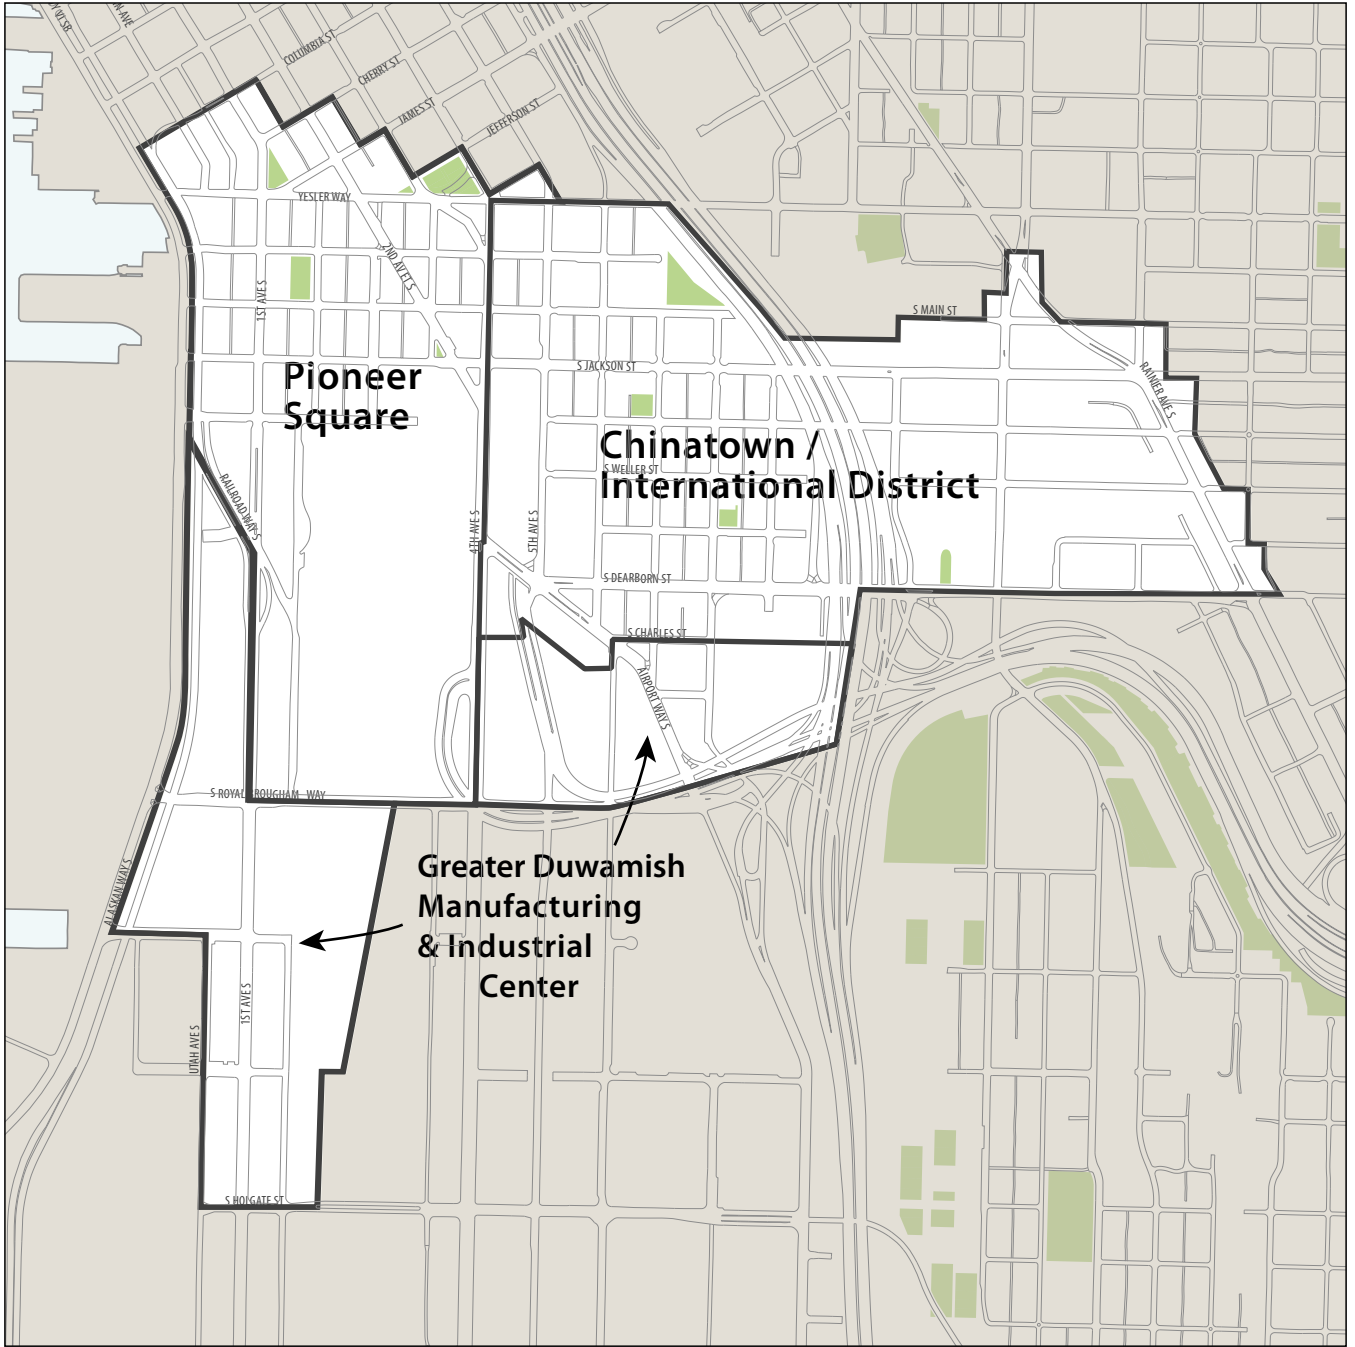 COLUMBIA ST
CHERRY ST
JAMES ST
JEFFERSON ST
YESLER WAY
2ND AV ET S
1ST AVE S
S MAIN ST
RAINIER AVE S
S JACKSON ST
Pioneer
Square
Chinatown /
International District
S WELLER ST
RAILROAD WAY S
4TH AVE S
5TH AVE S
S DEARBORN ST
S CHARLES ST
AIRPORT WAY S
S ROYAL BROUGHAM WAY
ALASKAN WAY S
Greater Duwamish
Manufacturing
& Industrial
Center
1ST AVE S
UTAH AVE S
S HOLGATE ST